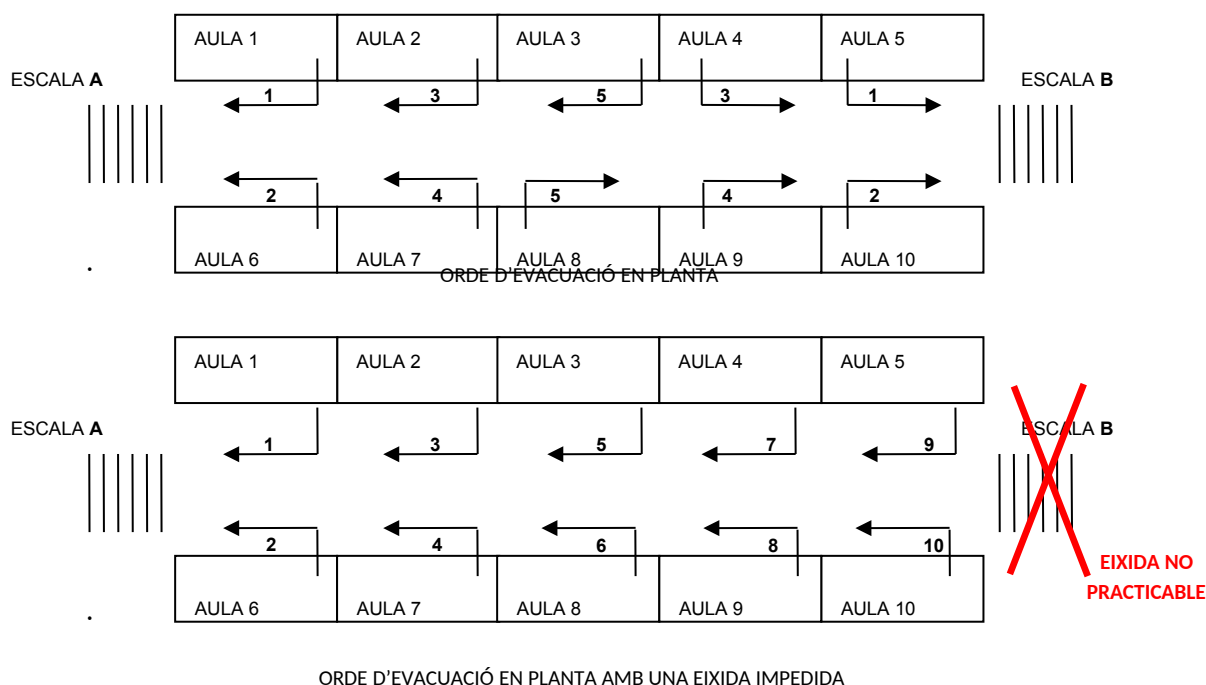 AULA 1 AULA 2 AULA 3 AULA 4 AULA 5
ESCALA A ESCALA B
1 3 5 3 1
2 4 5 4 2
AULA 6 AULA 7 AULA 8 AULA 9 AULA 10
.
ORDE D'EVACUACIÓ EN PLANTA
AULA 1 AULA 2 AULA 3 AULA 4 AULA 5
ESCALA A ESCALA B
1 3 5 7 9
2 4 6 8 10
EIXIDA NO
PRACTICABLE
AULA 6 AULA 7 AULA 8 AULA 9 AULA 10
.
ORDE D'EVACUACIÓ EN PLANTA AMB UNA EIXIDA IMPEDIDA